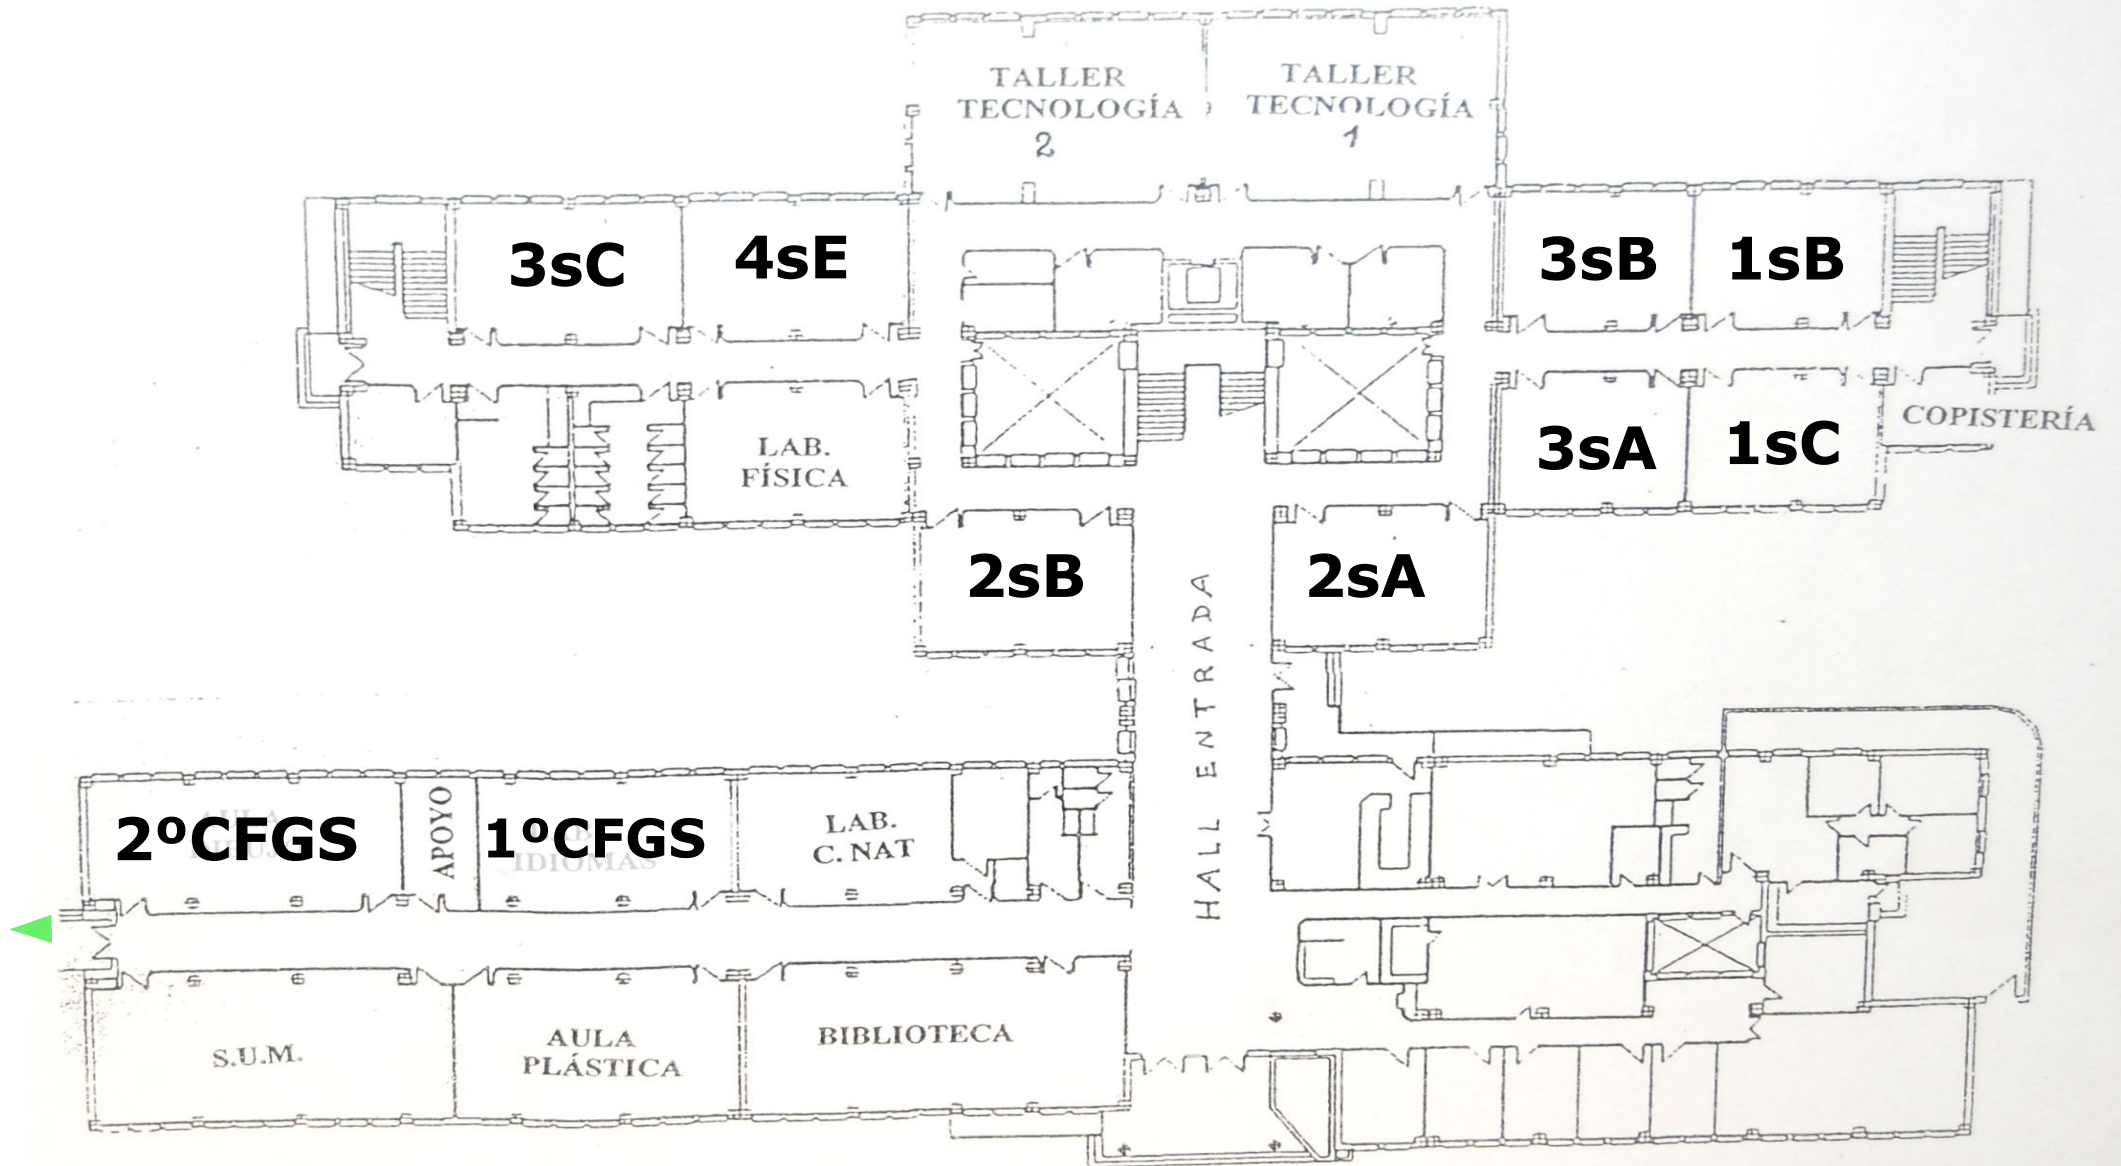 TALLER
TECNOLOGÍA
2
TALLER
TECNOLOGÍA
1
3sC
4sE
3sB
1sB
LAB.
FÍSICA
3sA
1sC
COPISTERÍA
2sB
2sA
HALL ENTRADA
2ºCFGS
APOYO
1ºCFGS
IDIOMAS
LAB.
C. NAT
S.U.M.
AULA
PLÁSTICA
BIBLIOTECA